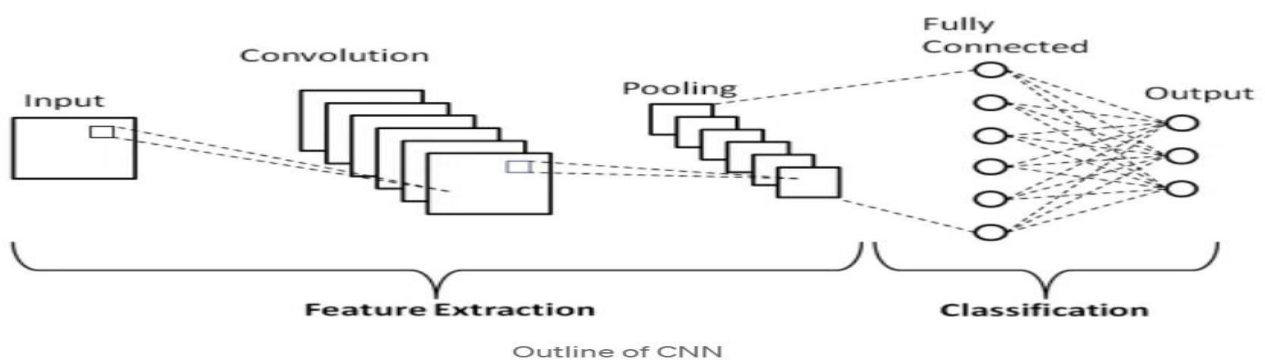 Input
Convolution
Pooling
Fully
Connected
Output
Feature Extraction
Classification
Outline of CNN